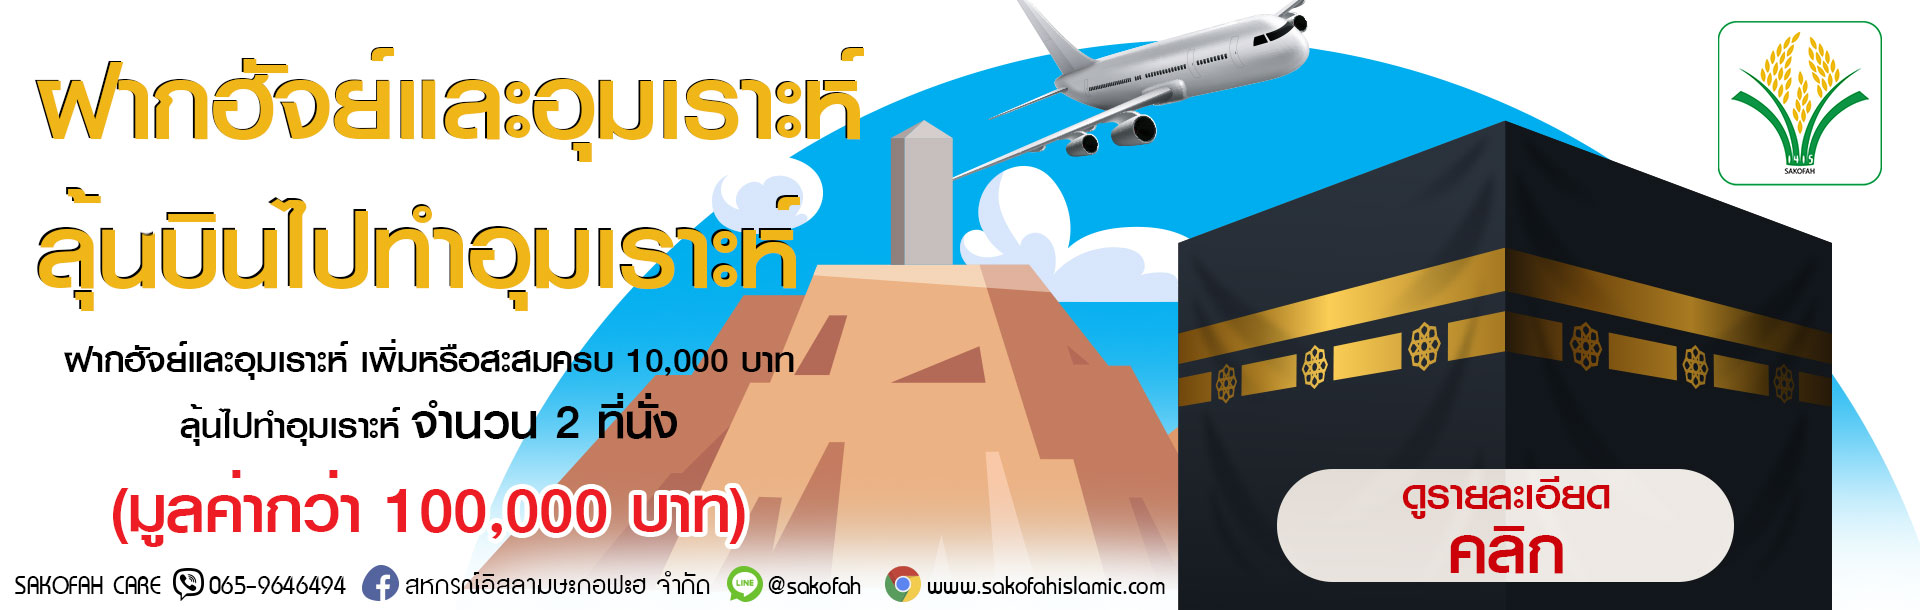 ฝากฮัจย์และอุมเราะห์
ลุ้นบินไปทำอุมเราะห์
ฝากฮัจย์และอุมเราะห์ เพิ่มหรือสะสมครบ 10,000 บาท
ลุ้นไปทำอุมเราะห์ จำนวน 2 ที่นั่ง
(มูลค่ากว่า 100,000 บาท)
SAKOFAH CARE 065-9646494 สหกรณ์อิสลามษะกอฟะฮ จำกัด LINE @sakofah www.sakofahislamic.com
1415
SAKOFAH
ดูรายละเอียด
คลิก